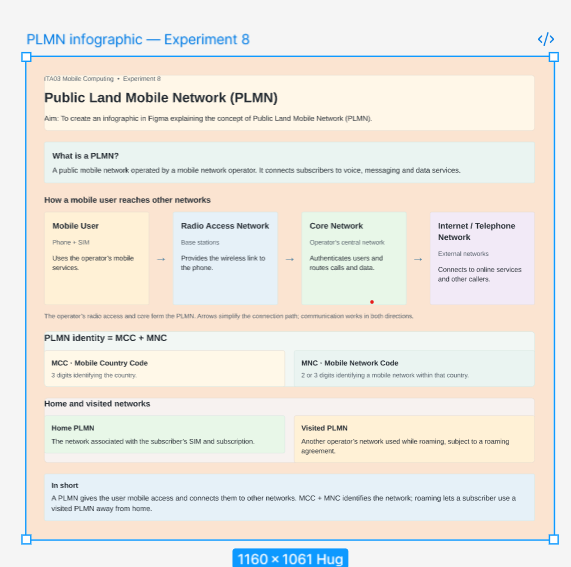 PLMN infographic — Experiment 8
ITA03 Mobile Computing • Experiment 8
Public Land Mobile Network (PLMN)
Aim: To create an infographic in Figma explaining the concept of Public Land Mobile Network (PLMN).
What is a PLMN?
A public mobile network operated by a mobile network operator. It connects subscribers to voice, messaging and data services.
How a mobile user reaches other networks
Mobile User
Phone + SIM
Uses the operator's mobile
services.
→
Radio Access Network
Base stations
Provides the wireless link to
the phone.
→
Core Network
Operator's central network
Authenticates users and
routes calls and data.
→
Internet / Telephone
Network
External networks
Connects to online services
and other callers.
The operator's radio access and core form the PLMN. Arrows simplify the connection path; communication works in both directions.
PLMN identity = MCC + MNC
MCC · Mobile Country Code
3 digits identifying the country.
MNC · Mobile Network Code
2 or 3 digits identifying a mobile network within that country.
Home and visited networks
Home PLMN
The network associated with the subscriber's SIM and subscription.
Visited PLMN
Another operator's network used while roaming, subject to a roaming
agreement.
In short
A PLMN gives the user mobile access and connects them to other networks. MCC + MNC identifies the network; roaming lets a subscriber use a
visited PLMN away from home.
1160 × 1061 Hug